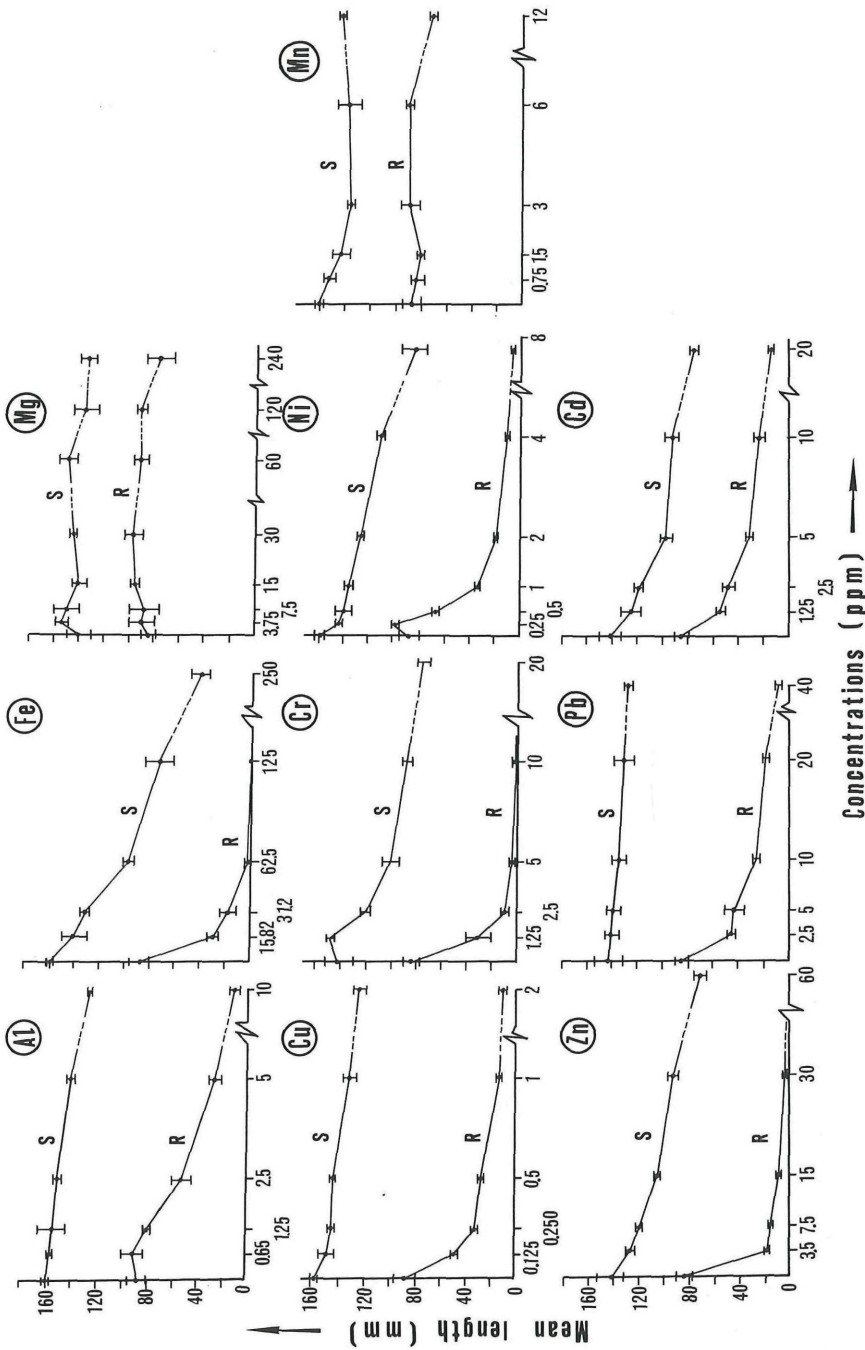 Al
Fe
Mg
S
S
S
R
R
R
160
120
80
40
0
0.65 1.25 2.5 5 10
15.82 31.2 62.5 125 250
3.75 7.5 15 30 60 120 240
Cu
Cr
Ni
Mn
S
S
S
S
R
R
R
R
160
120
80
40
0
0.125 0.250 0.5 1 2
1.25 2.5 5 10 20
0.25 0.5 1 2 4 8
0.75 1.5 3 6 12
Zn
Pb
Cd
S
S
S
R
R
R
160
120
80
40
0
3.5 7.5 15 30 60
2.5 5 10 20 40
1.25 2.5 5 10 20
Mean length (mm)
Concentrations (ppm)